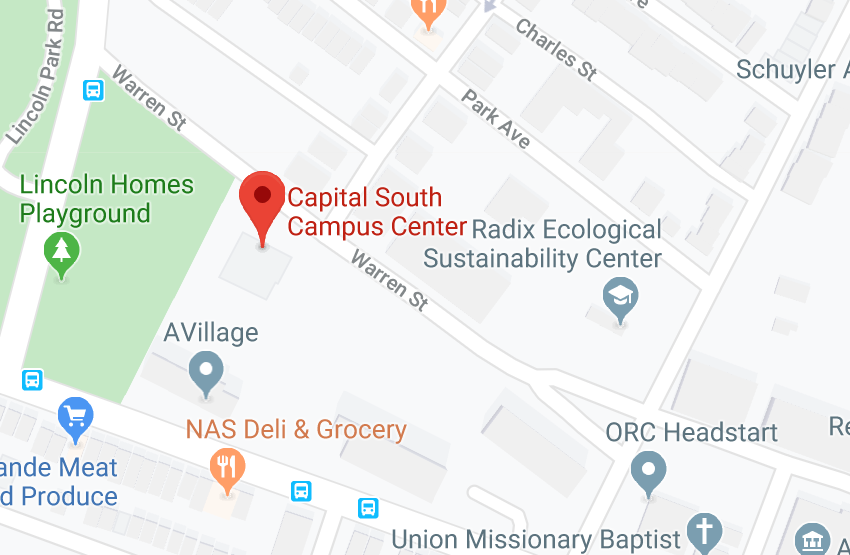 Lincoln Park Rd
Warren St
Charles St
Schuyler
Park Ave
Lincoln Homes
Playground
Capital South
Campus Center
Radix Ecological
Sustainability Center
Warren St
AVillage
NAS Deli & Grocery
ORC Headstart
Meat
Produce
Union Missionary Baptist